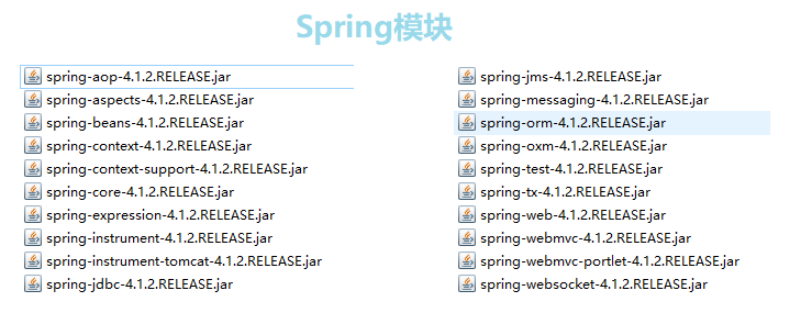 Spring模块
spring-aop-4.1.2.RELEASE.jar
spring-aspects-4.1.2.RELEASE.jar
spring-beans-4.1.2.RELEASE.jar
spring-context-4.1.2.RELEASE.jar
spring-context-support-4.1.2.RELEASE.jar
spring-core-4.1.2.RELEASE.jar
spring-expression-4.1.2.RELEASE.jar
spring-instrument-4.1.2.RELEASE.jar
spring-instrument-tomcat-4.1.2.RELEASE.jar
spring-jdbc-4.1.2.RELEASE.jar
spring-jms-4.1.2.RELEASE.jar
spring-messaging-4.1.2.RELEASE.jar
spring-orm-4.1.2.RELEASE.jar
spring-oxm-4.1.2.RELEASE.jar
spring-test-4.1.2.RELEASE.jar
spring-tx-4.1.2.RELEASE.jar
spring-web-4.1.2.RELEASE.jar
spring-webmvc-4.1.2.RELEASE.jar
spring-webmvc-portlet-4.1.2.RELEASE.jar
spring-websocket-4.1.2.RELEASE.jar